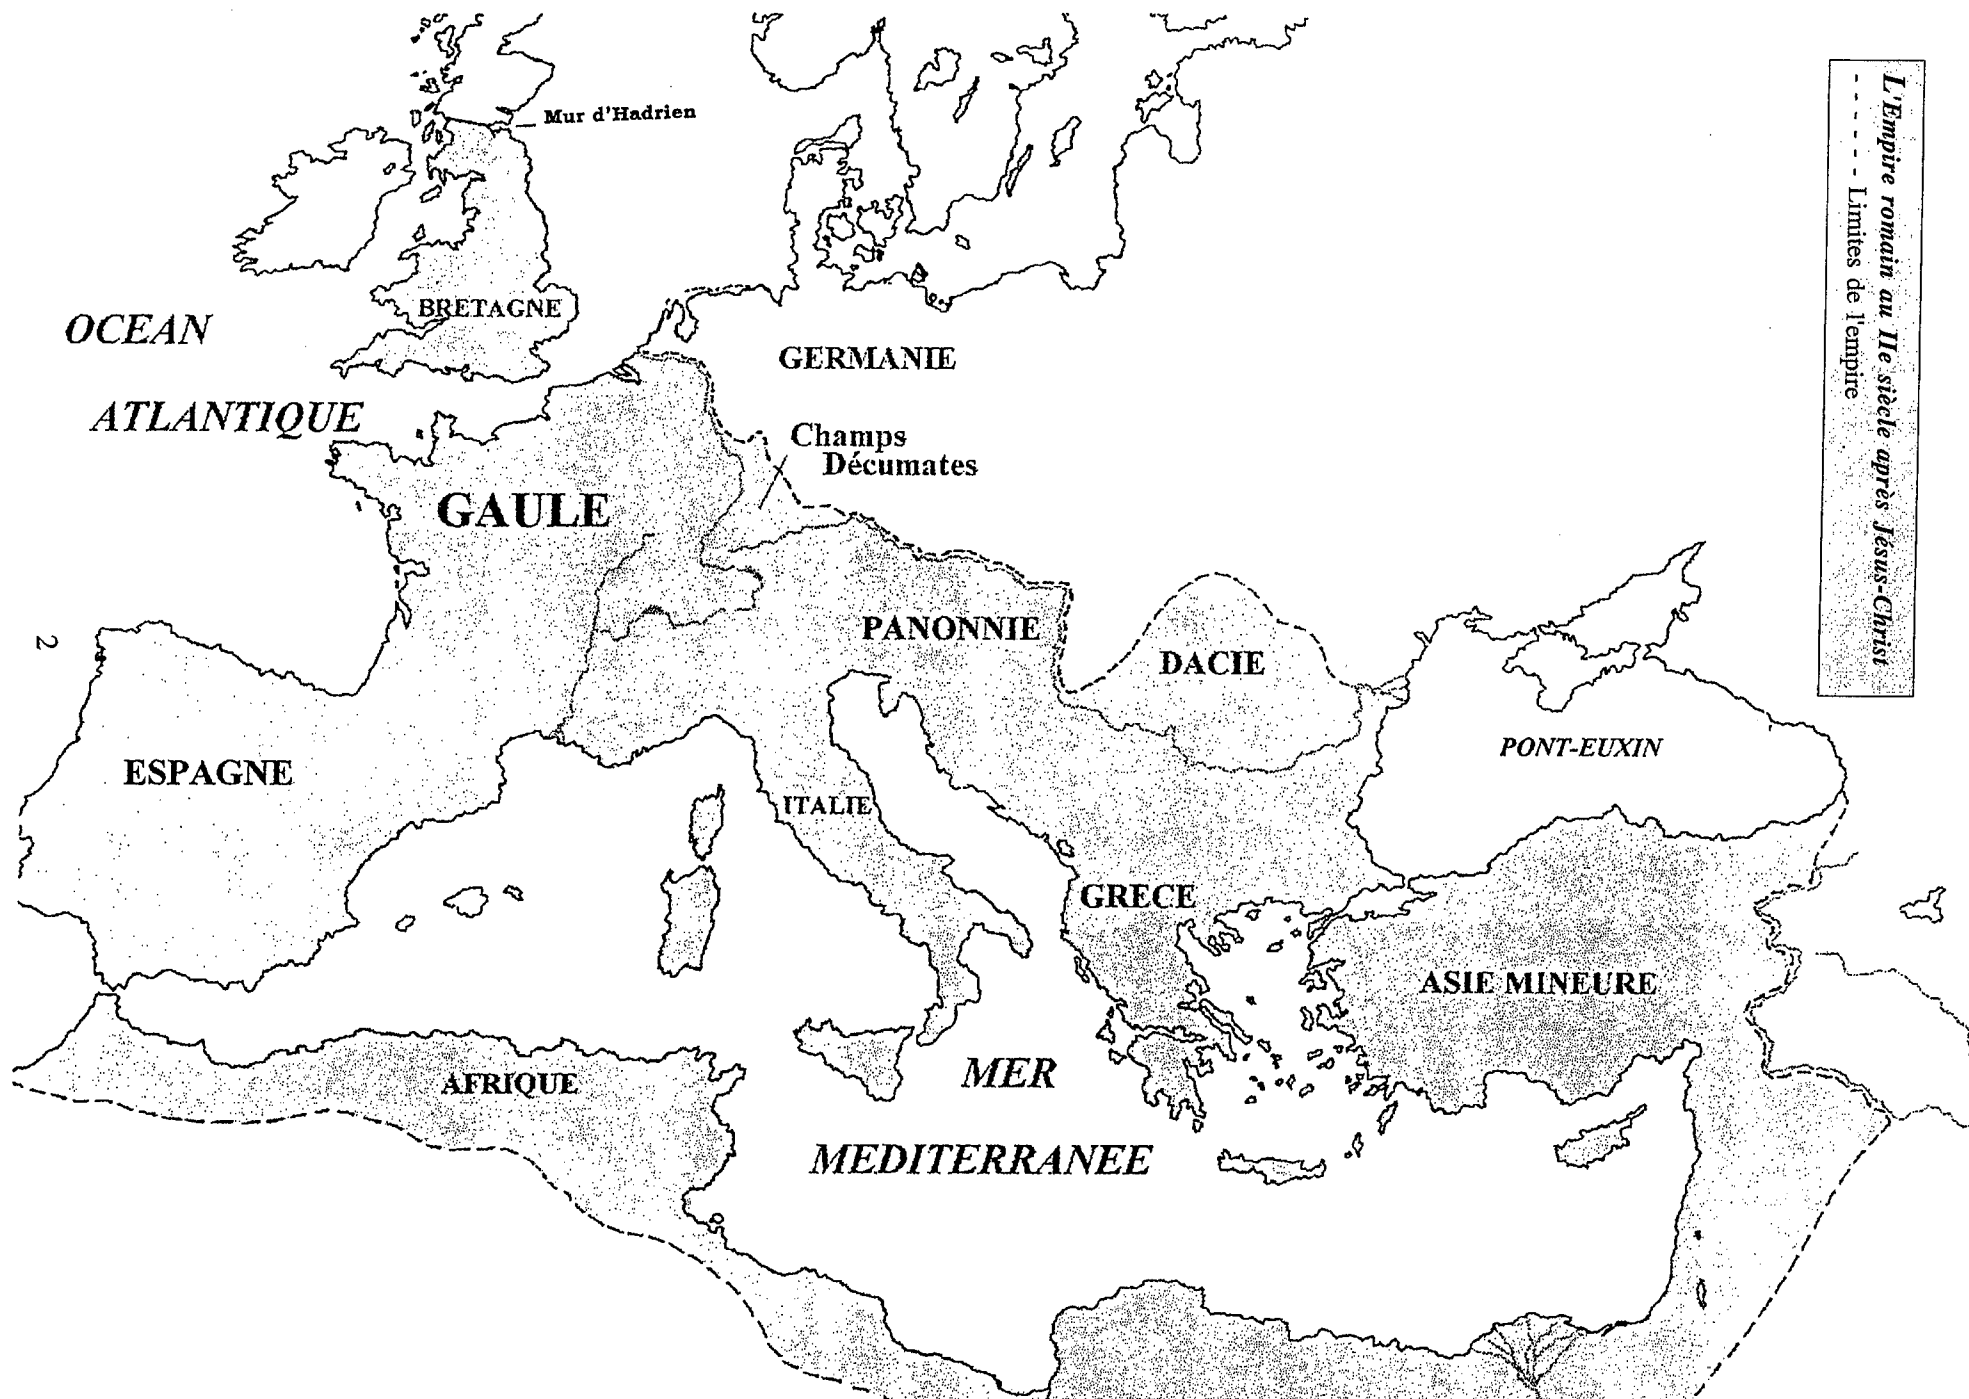 Mur d'Hadrien
BRETAGNE
OCEAN
ATLANTIQUE
GERMANIE
Champs
Décumates
GAULE
PANONNIE
DACIE
PONT-EUXIN
ESPAGNE
ITALIE
GRECE
ASIE MINEURE
AFRIQUE
MER
MEDITERRANEE
2
L'Empire romain au IIe siècle après Jésus-Christ
- - - - - - Limites de l'empire